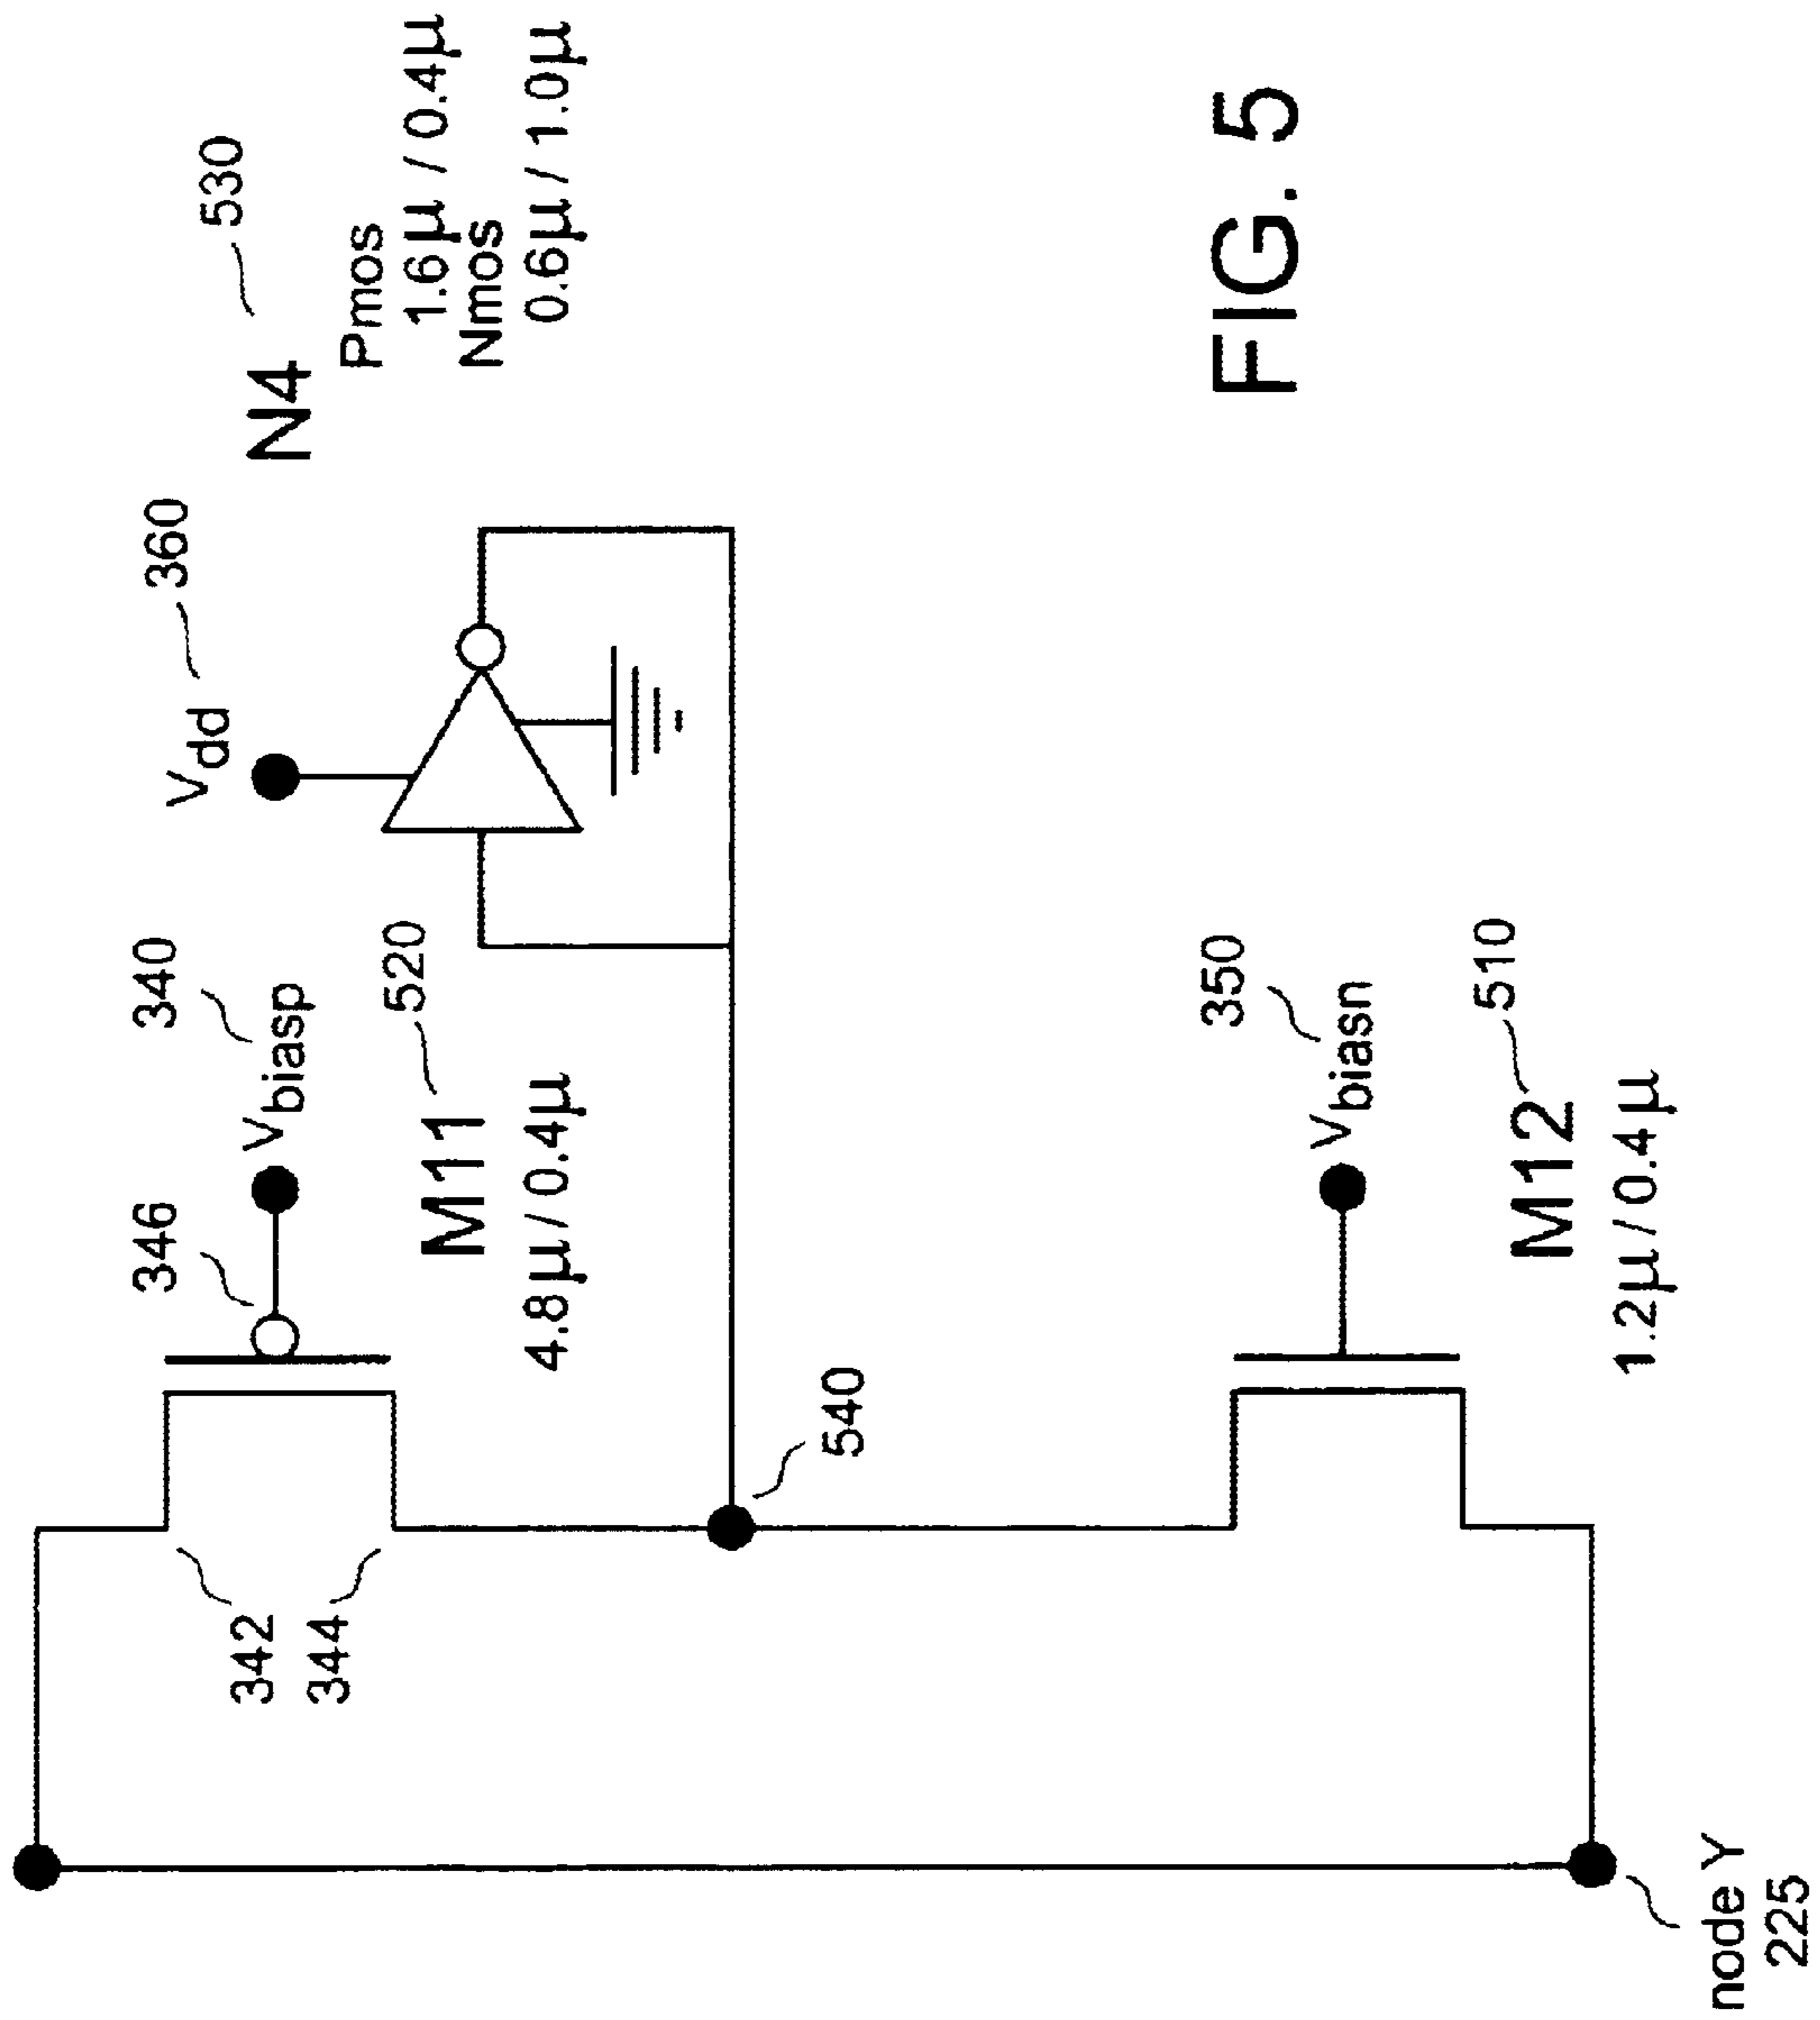 Vdd
360
N4
530
Pmos
1.6μ / 0.4μ
Nmos
0.6μ / 1.0μ
346
Vbiasp
340
342
344
M11
520
4.8μ / 0.4μ
540
Vbiasn
350
M12
510
1.2μ / 0.4μ
node Y
225
FIG. 5